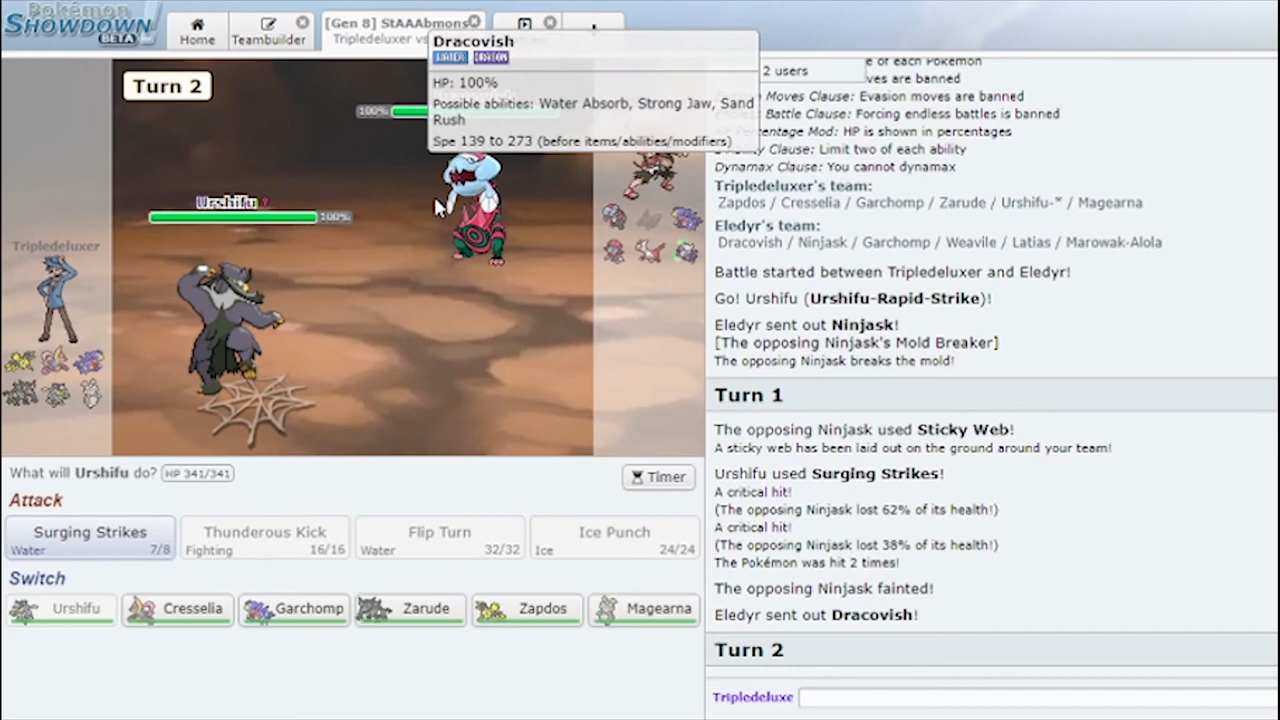 Pokémon
SHOWDOWN
BETA
Home
Teambuilder
[Gen 8] StAAAbmons
Tripledeluxer vs
Dracovish
WATER DRAGON
HP: 100%
Possible abilities: Water Absorb, Strong Jaw, Sand
Rush
Spe 139 to 273 (before items/abilities/modifiers)
Turn 2
100%
Urshifu
100%
Tripledeluxer
2 users
e of each Pokémon
ves are banned
Moves Clause: Evasion moves are banned
Endless Battle Clause: Forcing endless battles is banned
HP Percentage Mod: HP is shown in percentages
Ability Clause: Limit two of each ability
Dynamax Clause: You cannot dynamax
Tripledeluxer's team:
Zapdos / Cresselia / Garchomp / Zarude / Urshifu-* / Magearna
Eledyr's team:
Dracovish / Ninjask / Garchomp / Weavile / Latias / Marowak-Alola
Battle started between Tripledeluxer and Eledyr!
Go! Urshifu (Urshifu-Rapid-Strike)!
Eledyr sent out Ninjask!
[The opposing Ninjask's Mold Breaker]
The opposing Ninjask breaks the mold!
Turn 1
The opposing Ninjask used Sticky Web!
A sticky web has been laid out on the ground around your team!
Urshifu used Surging Strikes!
A critical hit!
(The opposing Ninjask lost 62% of its health!)
A critical hit!
(The opposing Ninjask lost 38% of its health!)
The Pokémon was hit 2 times!
The opposing Ninjask fainted!
Eledyr sent out Dracovish!
Turn 2
Tripledeluxe
What will Urshifu do? HP 341/341
Timer
Attack
Surging Strikes
Water 7/8
Thunderous Kick
Fighting 16/16
Flip Turn
Water 32/32
Ice Punch
Ice 24/24
Switch
Urshifu
Cresselia
Garchomp
Zarude
Zapdos
Magearna